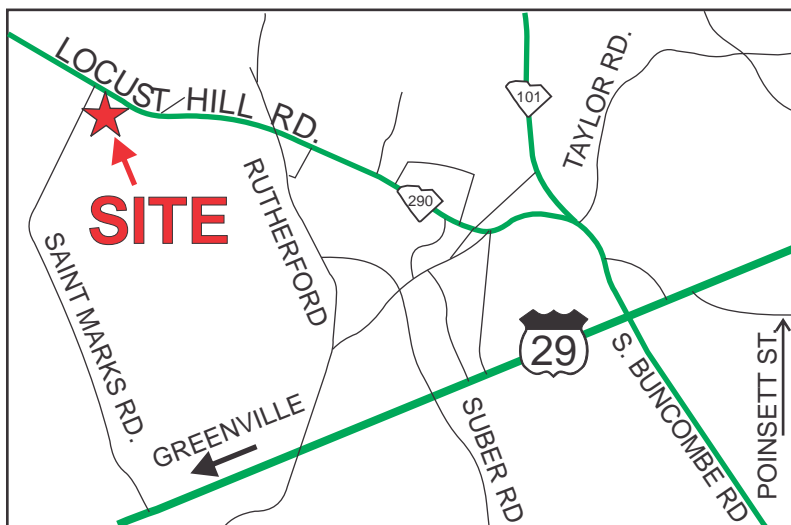 LOCUST HILL RD.
101
TAYLOR RD.
SITE
RUTHERFORD
290
SAINT MARKS RD.
29
S. BUNCOMBE RD
POINSETT ST.
GREENVILLE
SUBER RD